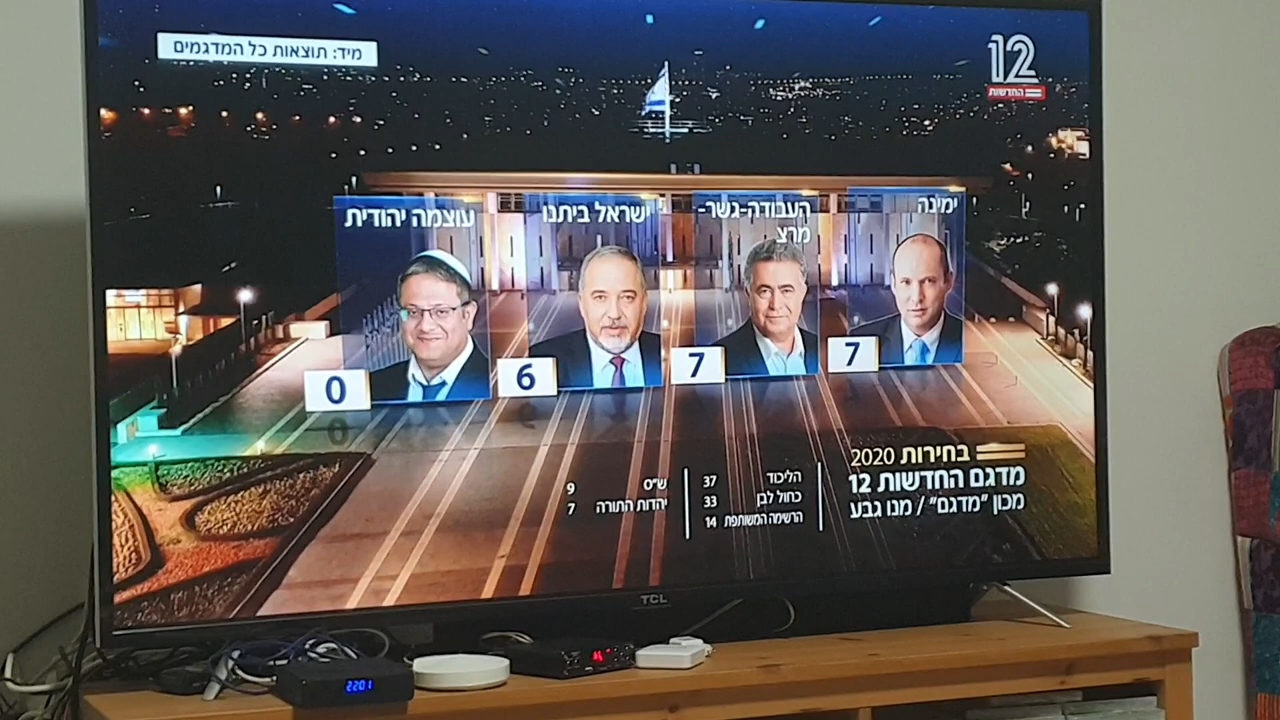 מיד: תוצאות כל המדגמים
12
החדשות
ימינה
7
העבודה-גשר-
מרצ
7
ישראל ביתנו
6
עוצמה יהודית
0
בחירות 2020
מדגם החדשות 12
מכון "מדגם" / מנו גבע
הליכוד 37
כחול לבן 33
הרשימה המשותפת 14
ש"ס 9
יהדות התורה 7
TCL
2201